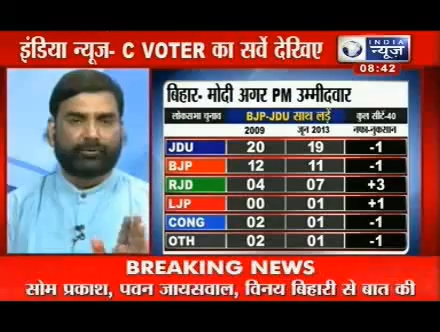 इंडिया न्यूज़- C VOTER का सर्वे देखिए
INDIA
न्यूज़
08:42
बिहार- मोदी अगर PM उम्मीदवार
लोकसभा चुनाव BJP-JDU साथ लड़ें कुल सीटें-40
2009 जून 2013 नफा-नुकसान
JDU 20 19 -1
BJP 12 11 -1
RJD 04 07 +3
LJP 00 01 +1
CONG 02 01 -1
OTH 02 01 -1
BREAKING NEWS
सोम प्रकाश, पवन जायसवाल, विनय बिहारी से बात की